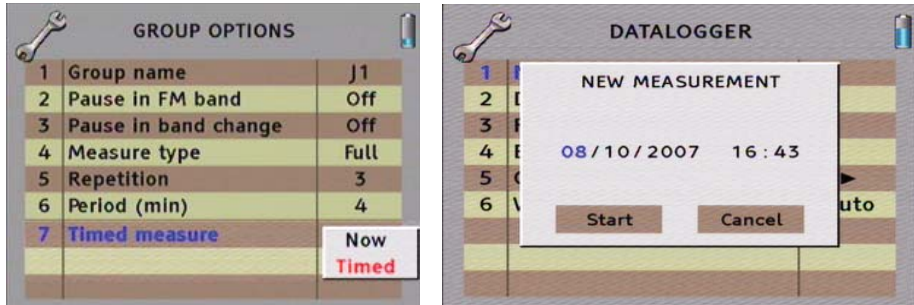 GROUP OPTIONS
1 Group name J1
2 Pause in FM band Off
3 Pause in band change Off
4 Measure type Full
5 Repetition 3
6 Period (min) 4
7 Timed measure Now
Timed
DATALOGGER
1
2
3
4
5
6 uto
NEW MEASUREMENT
08/10/2007 16:43
Start Cancel